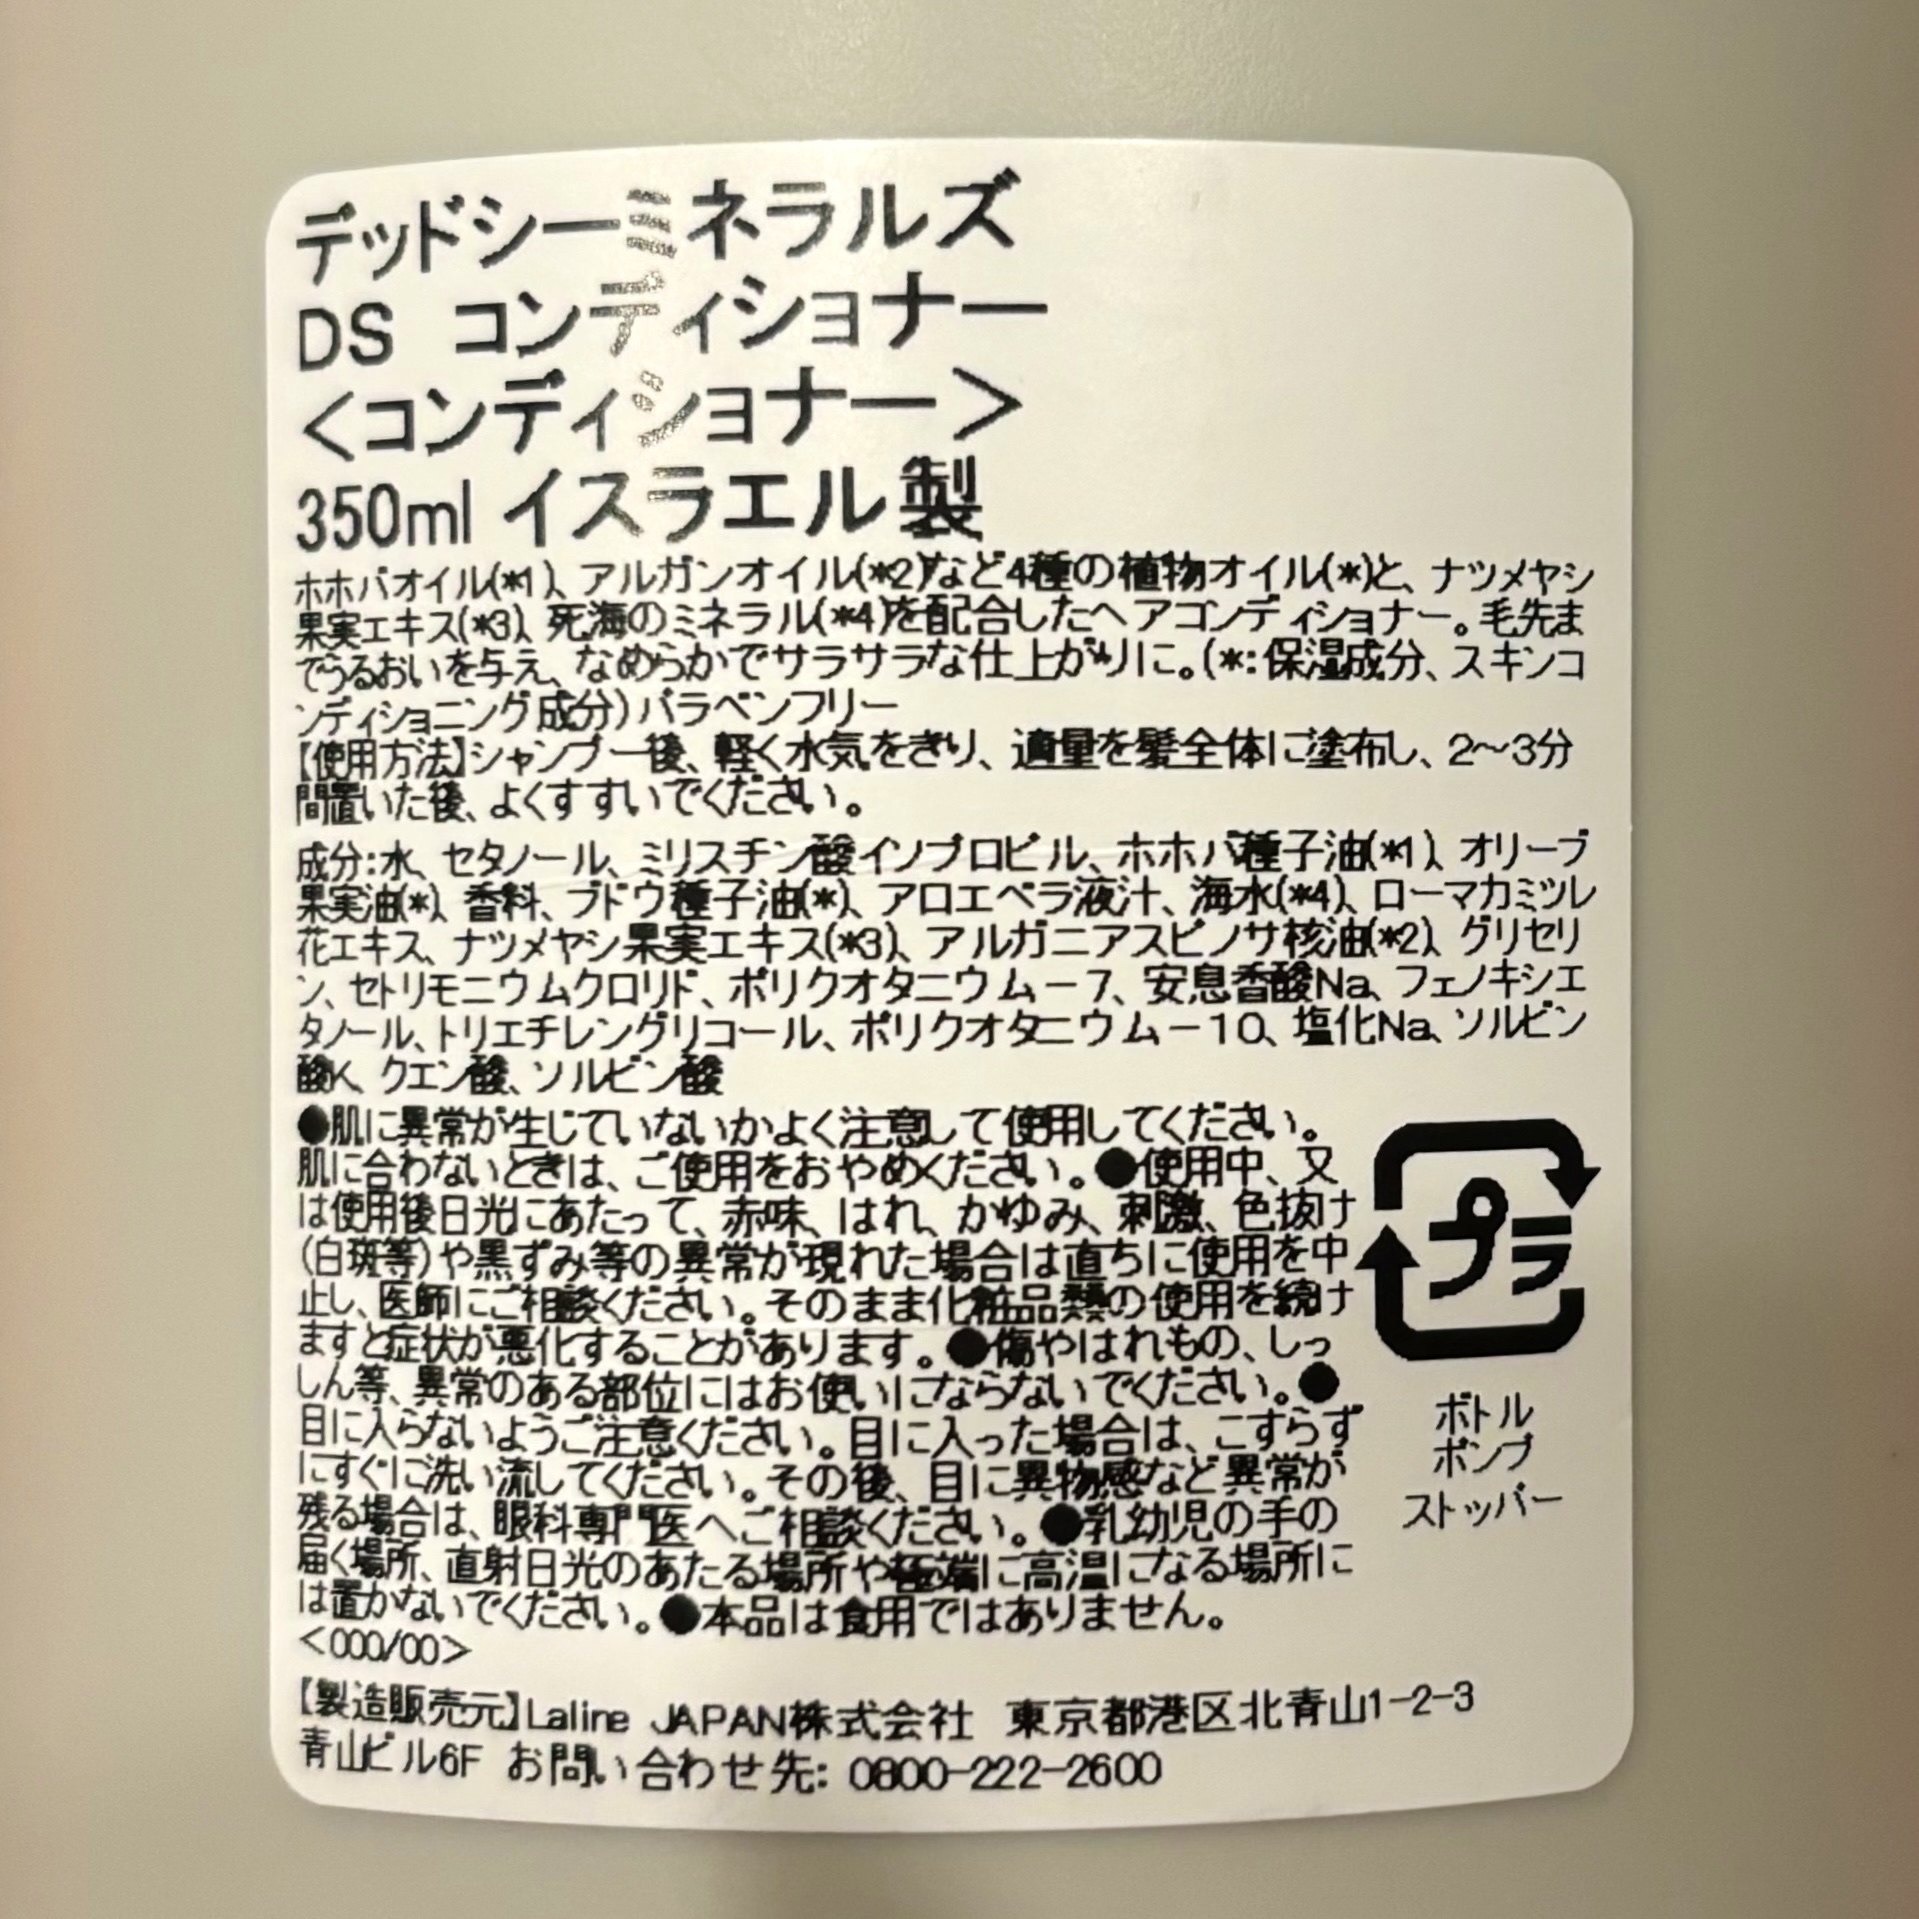 デッドシーミネラルズ
DS コンディショナー
<コンディショナー>
350ml イスラエル製
ホホバオイル(*1)、アルガンオイル(*2)など4種の植物オイル(*)と、ナツメヤシ
果実エキス(*3)、死海のミネラル(*4)を配合したヘアコンディショナー。毛先ま
でうるおいを与え、なめらかでサラサラな仕上がりに。(*:保湿成分、スキンコ
ンディショニング成分)パラベンフリー
【使用方法】シャンプー後、軽く水気をきり、適量を髪全体に塗布し、2～3分
間置いた後、よくすすいでください。
成分:水、セタノール、ミリスチン酸イソプロピル、ホホバ種子油(*1)、オリーブ
果実油(*)、香料、ブドウ種子油(*)、アロエベラ液汁、海水(*4)、ローマカミツレ
花エキス、ナツメヤシ果実エキス(*3)、アルガニアスピノサ核油(*2)、グリセリ
ン、セトリモニウムクロリド、ポリクオタニウム－7、安息香酸Na、フェノキシエ
タノール、トリエチレングリコール、ポリクオタニウム－10、塩化Na、ソルビン
酸K、クエン酸、ソルビン酸
●肌に異常が生じていないかよく注意して使用してください。
肌に合わないときは、ご使用をおやめください。●使用中、又
は使用後日光にあたって、赤味、はれ、かゆみ、刺激、色抜け
(白斑等)や黒ずみ等の異常が現れた場合は直ちに使用を中
止し、医師にご相談ください。そのまま化粧品類の使用を続け
ますと症状が悪化することがあります。●傷やはれもの、しっ
しん等、異常のある部位にはお使いにならないでください。●
目に入らないようご注意ください。目に入った場合は、こすらず
にすぐに洗い流してください。その後、目に異物感など異常が
残る場合は、眼科専門医へご相談ください。●乳幼児の手の
届く場所、直射日光のあたる場所や極端に高温になる場所に
は置かないでください。●本品は食用ではありません。
<000/00>
プラ
ボトル
ポンプ
ストッパー
【製造販売元】Laline JAPAN株式会社 東京都港区北青山1-2-3
青山ビル6F お問い合わせ先: 0800-222-2600